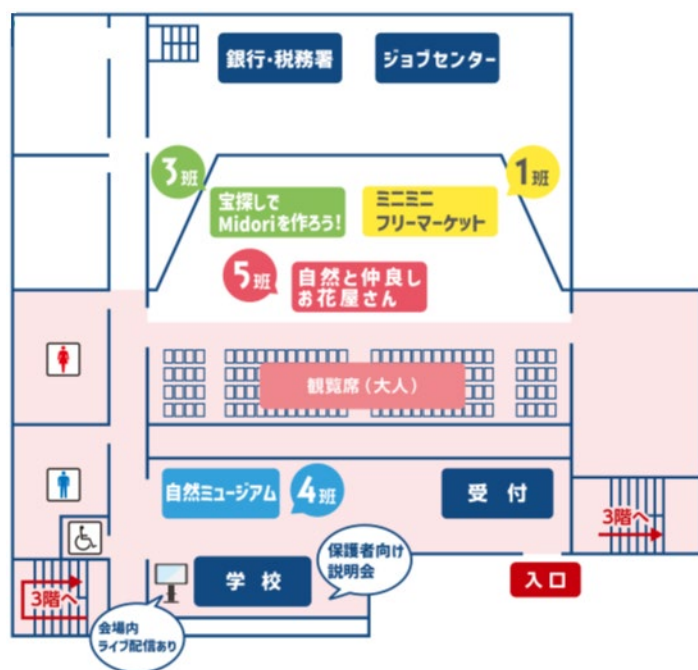 銀行・税務署
ジョブセンター
3班
1班
宝探しで
Midoriを作ろう!
ミニミニ
フリーマーケット
5班
自然と仲良し
お花屋さん
観覧席(大人)
自然ミュージアム
4班
受付
3階へ
保護者向け
説明会
学校
入口
3階へ
会場内
ライブ配信あり